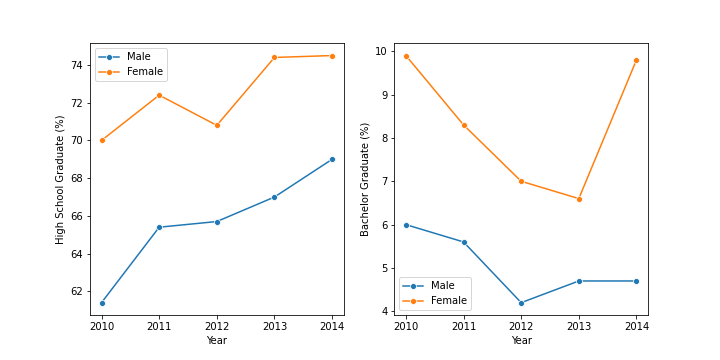 Male
Female
High School Graduate (%)
74
72
70
68
66
64
62
2010 2011 2012 2013 2014
Year
Bachelor Graduate (%)
10
9
8
7
6
5
4
Male
Female
2010 2011 2012 2013 2014
Year